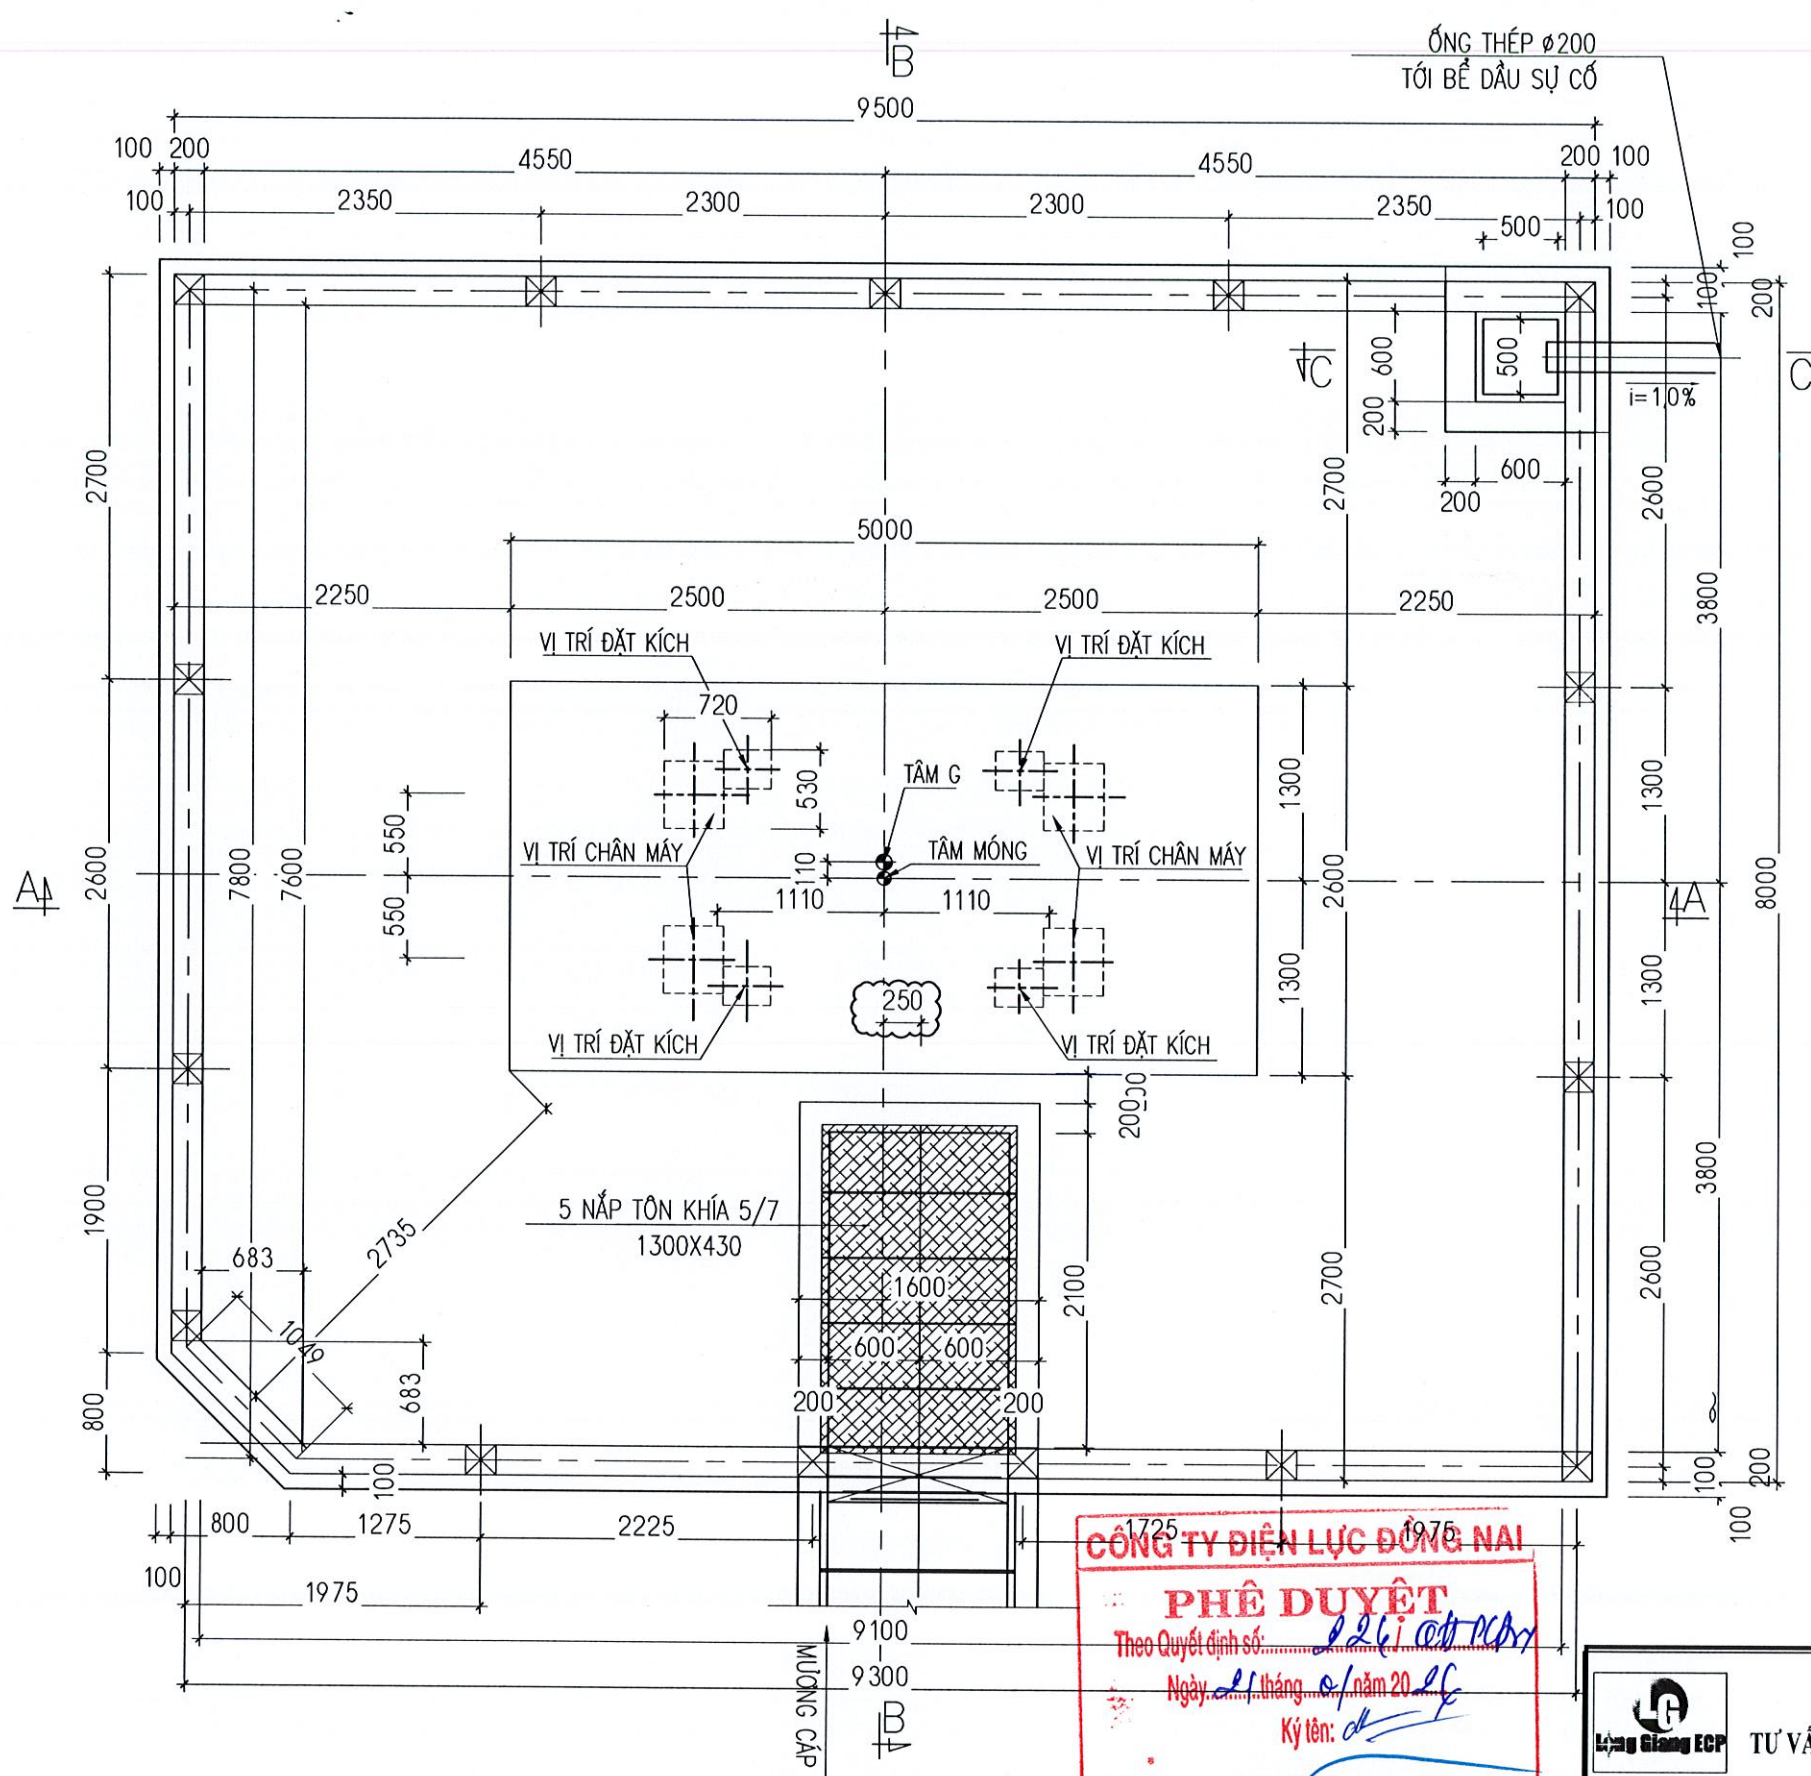 B
ỐNG THÉP ø200
TỚI BỂ DẦU SỰ CỐ
9500
100 200 4550 4550 200 100
100 2350 2300 2300 2350 100
500
100
100
200
C
600
500
C
i=1,0%
200
2700
2700
2600
600
200
5000
3800
2250 2500 2500 2250
VỊ TRÍ ĐẶT KÍCH
VỊ TRÍ ĐẶT KÍCH
720
530
TÂM G
1300
1300
550
VỊ TRÍ CHÂN MÁY
110
TÂM MÓNG
VỊ TRÍ CHÂN MÁY
A
2600
7800
7600
550
1110 1110
2600
A
8000
250
1300
1300
VỊ TRÍ ĐẶT KÍCH
VỊ TRÍ ĐẶT KÍCH
200
1900
2735
5 NẮP TÔN KHÍA 5/7
1300X430
683
1600
2100
2700
2600
3800
1049
600 600
683
800
200 200
100
100
200
100
800 1275 2225 1725 1975
100
1975
9100
9300
MƯƠNG CÁP
B
CÔNG TY ĐIỆN LỰC ĐỒNG NAI
PHÊ DUYỆT
Theo Quyết định số:
Ngày 21 tháng 01 năm 20
Ký tên:
LG
Long Giang ECP
TƯ VẤ